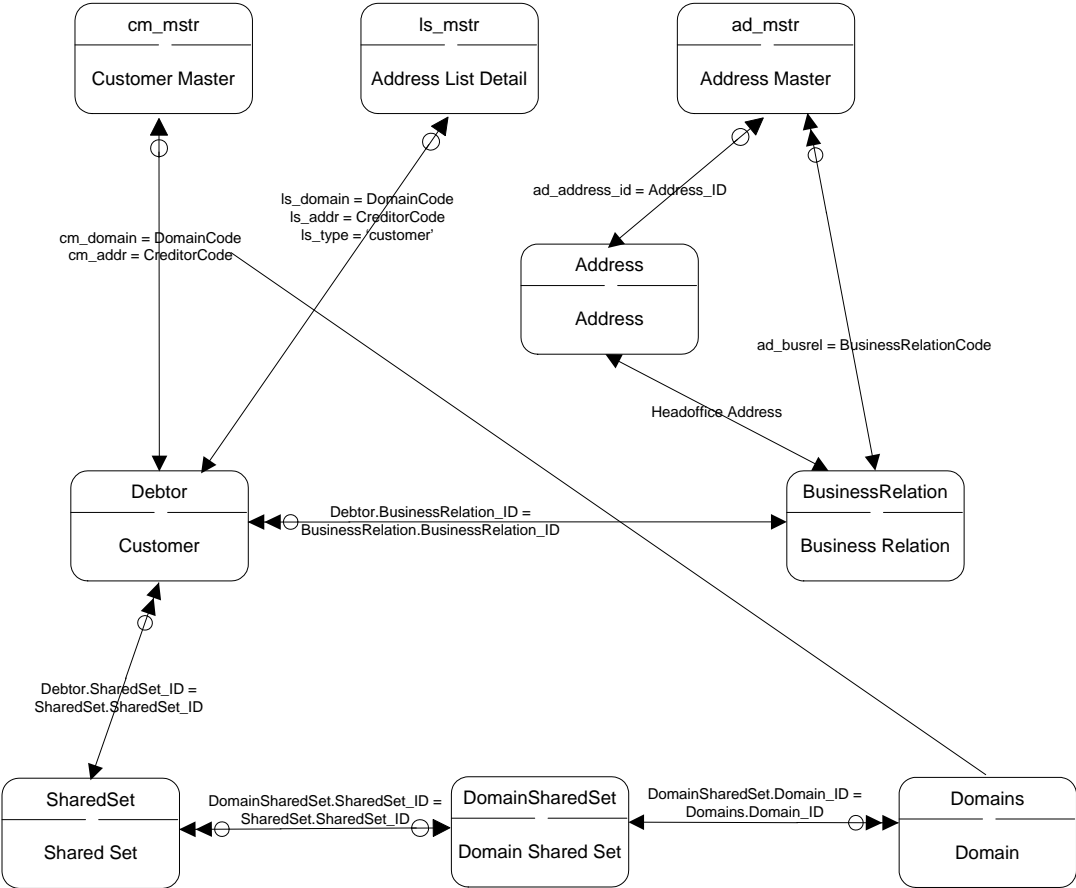 cm_mstr
Customer Master
ls_mstr
Address List Detail
ad_mstr
Address Master
ad_address_id = Address_ID
ls_domain = DomainCode
ls_addr = CreditorCode
ls_type = ‘customer’
cm_domain = DomainCode
cm_addr = CreditorCode
Address
Address
ad_busrel = BusinessRelationCode
Headoffice Address
Debtor
Customer
Debtor.BusinessRelation_ID =
BusinessRelation.BusinessRelation_ID
BusinessRelation
Business Relation
Debtor.SharedSet_ID =
SharedSet.SharedSet_ID
SharedSet
Shared Set
DomainSharedSet.SharedSet_ID =
SharedSet.SharedSet_ID
DomainSharedSet
Domain Shared Set
DomainSharedSet.Domain_ID =
Domains.Domain_ID
Domains
Domain